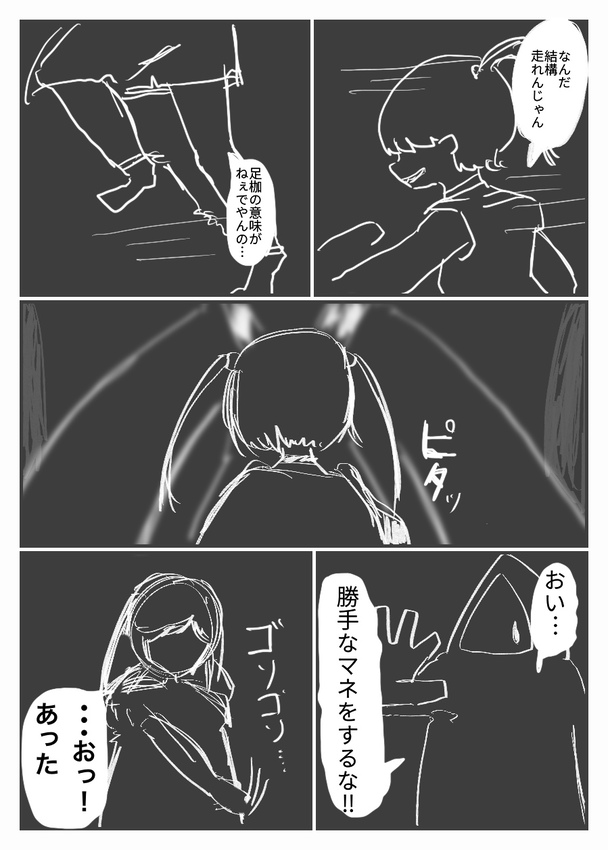 なんだ
結構
走れんじゃん
足枷の意味が
ねぇでやんの…
ピタッ
おい…
勝手なマネをするな!!
ゴソゴソ…
…おっ!
あった